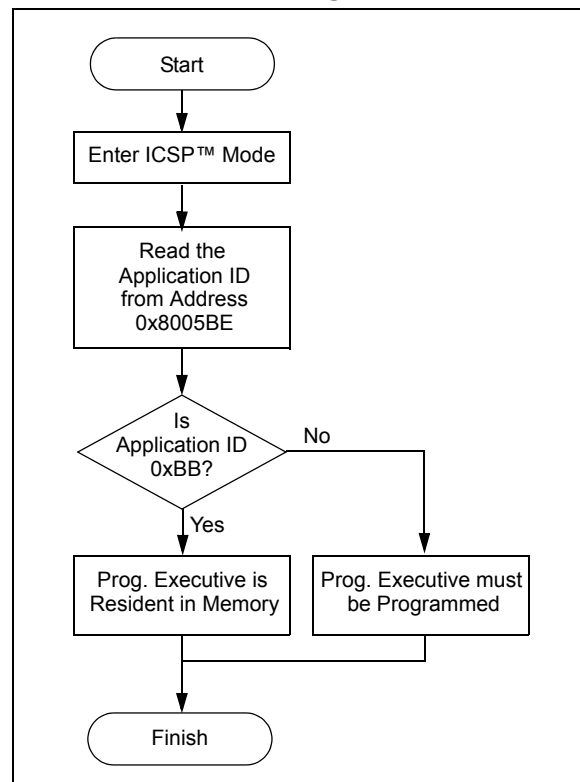 Start
Enter ICSP™ Mode
Read the
Application ID
from Address
0x8005BE
Is
Application ID
0xBB?
No
Yes
Prog. Executive is
Resident in Memory
Prog. Executive must
be Programmed
Finish